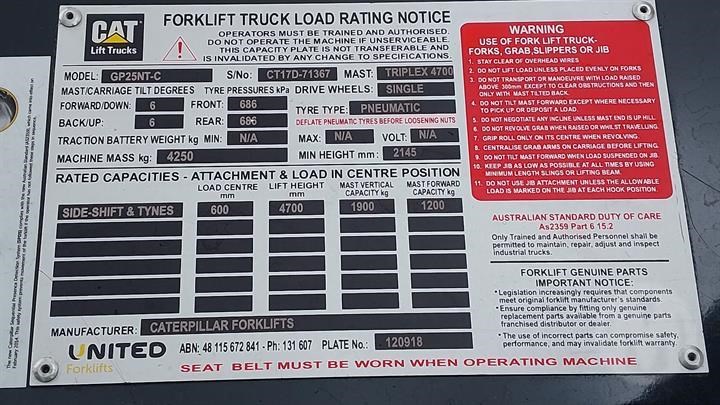 CAT
Lift Trucks
FORKLIFT TRUCK LOAD RATING NOTICE
OPERATORS MUST BE TRAINED AND AUTHORISED.
DO NOT OPERATE THE MACHINE IF UNSERVICEABLE.
THIS CAPACITY PLATE IS NOT TRANSFERABLE AND
IS INVALIDATED BY ANY CHANGE TO SPECIFICATIONS.
MODEL: GP25NT-C S/No: CT17D-71367 MAST: TRIPLEX 4700
MAST/CARRIAGE TILT DEGREES TYRE PRESSURES kPa DRIVE WHEELS: SINGLE
FORWARD/DOWN: 6 FRONT: 686 TYRE TYPE: PNEUMATIC
BACK/UP: 6 REAR: 686 DEFLATE PNEUMATIC TYRES BEFORE LOOSENING NUTS
TRACTION BATTERY WEIGHT kg MIN: N/A MAX: N/A VOLT: N/A
MACHINE MASS kg: 4250 MIN HEIGHT mm: 2145
RATED CAPACITIES - ATTACHMENT & LOAD IN CENTRE POSITION
LOAD CENTRE mm LIFT HEIGHT mm MAST VERTICAL CAPACITY kg MAST FORWARD CAPACITY kg
SIDE-SHIFT & TYNES 600 4700 1900 1200
MANUFACTURER: CATERPILLAR FORKLIFTS
UNITED
Forklifts
ABN: 48 115 672 841 - Ph: 131 607 PLATE No.: 120918
SEAT BELT MUST BE WORN WHEN OPERATING MACHINE
WARNING
USE OF FORK LIFT TRUCK-
FORKS, GRAB,SLIPPERS OR JIB
1. STAY CLEAR OF OVERHEAD WIRES
2. DO NOT LIFT LOAD UNLESS PLACED EVENLY ON FORKS
3. DO NOT TRANSPORT OR MANOEUVRE WITH LOAD RAISED
ABOVE 300mm EXCEPT TO CLEAR OBSTRUCTIONS AND THEN
ONLY WITH MAST TILTED BACK.
4. DO NOT TILT MAST FORWARD EXCEPT WHERE NECESSARY
TO PICK UP OR DEPOSIT A LOAD.
5. DO NOT NEGOTIATE ANY INCLINE UNLESS MAST END IS UP HILL.
6. DO NOT REVOLVE GRAB WHEN RAISED OR WHILST TRAVELLING.
7. GRIP ROLL ONLY ON ITS CENTRE WHEN REVOLVING.
8. CENTRALISE GRAB ARMS ON CARRIAGE BEFORE LIFTING.
9. DO NOT TILT MAST FORWARD WHEN LOAD SUSPENDED ON JIB.
10. KEEP JIB AS LOW AS POSSIBLE AT ALL TIMES BY USING
MINIMUM LENGTH SLINGS OR LIFTING BEAM.
11. DO NOT USE JIB ATTACHMENT UNLESS THE ALLOWABLE
LOAD IS MARKED ON THE JIB AT EACH HOOK POSITION.
AUSTRALIAN STANDARD DUTY OF CARE
As2359 Part 6 15.2
Only Trained and Authorised Personnel shall be
permitted to maintain, repair, adjust and inspect
industrial trucks.
FORKLIFT GENUINE PARTS
IMPORTANT NOTICE:
* Legislation increasingly requires that components
meet original forklift manufacturer's standards.
* Ensure compliance by fitting only genuine
replacement parts available from a genuine parts
franchised distributor or dealer.
* The use of incorrect parts can compromise safety,
performance, and may invalidate forklift warranty.